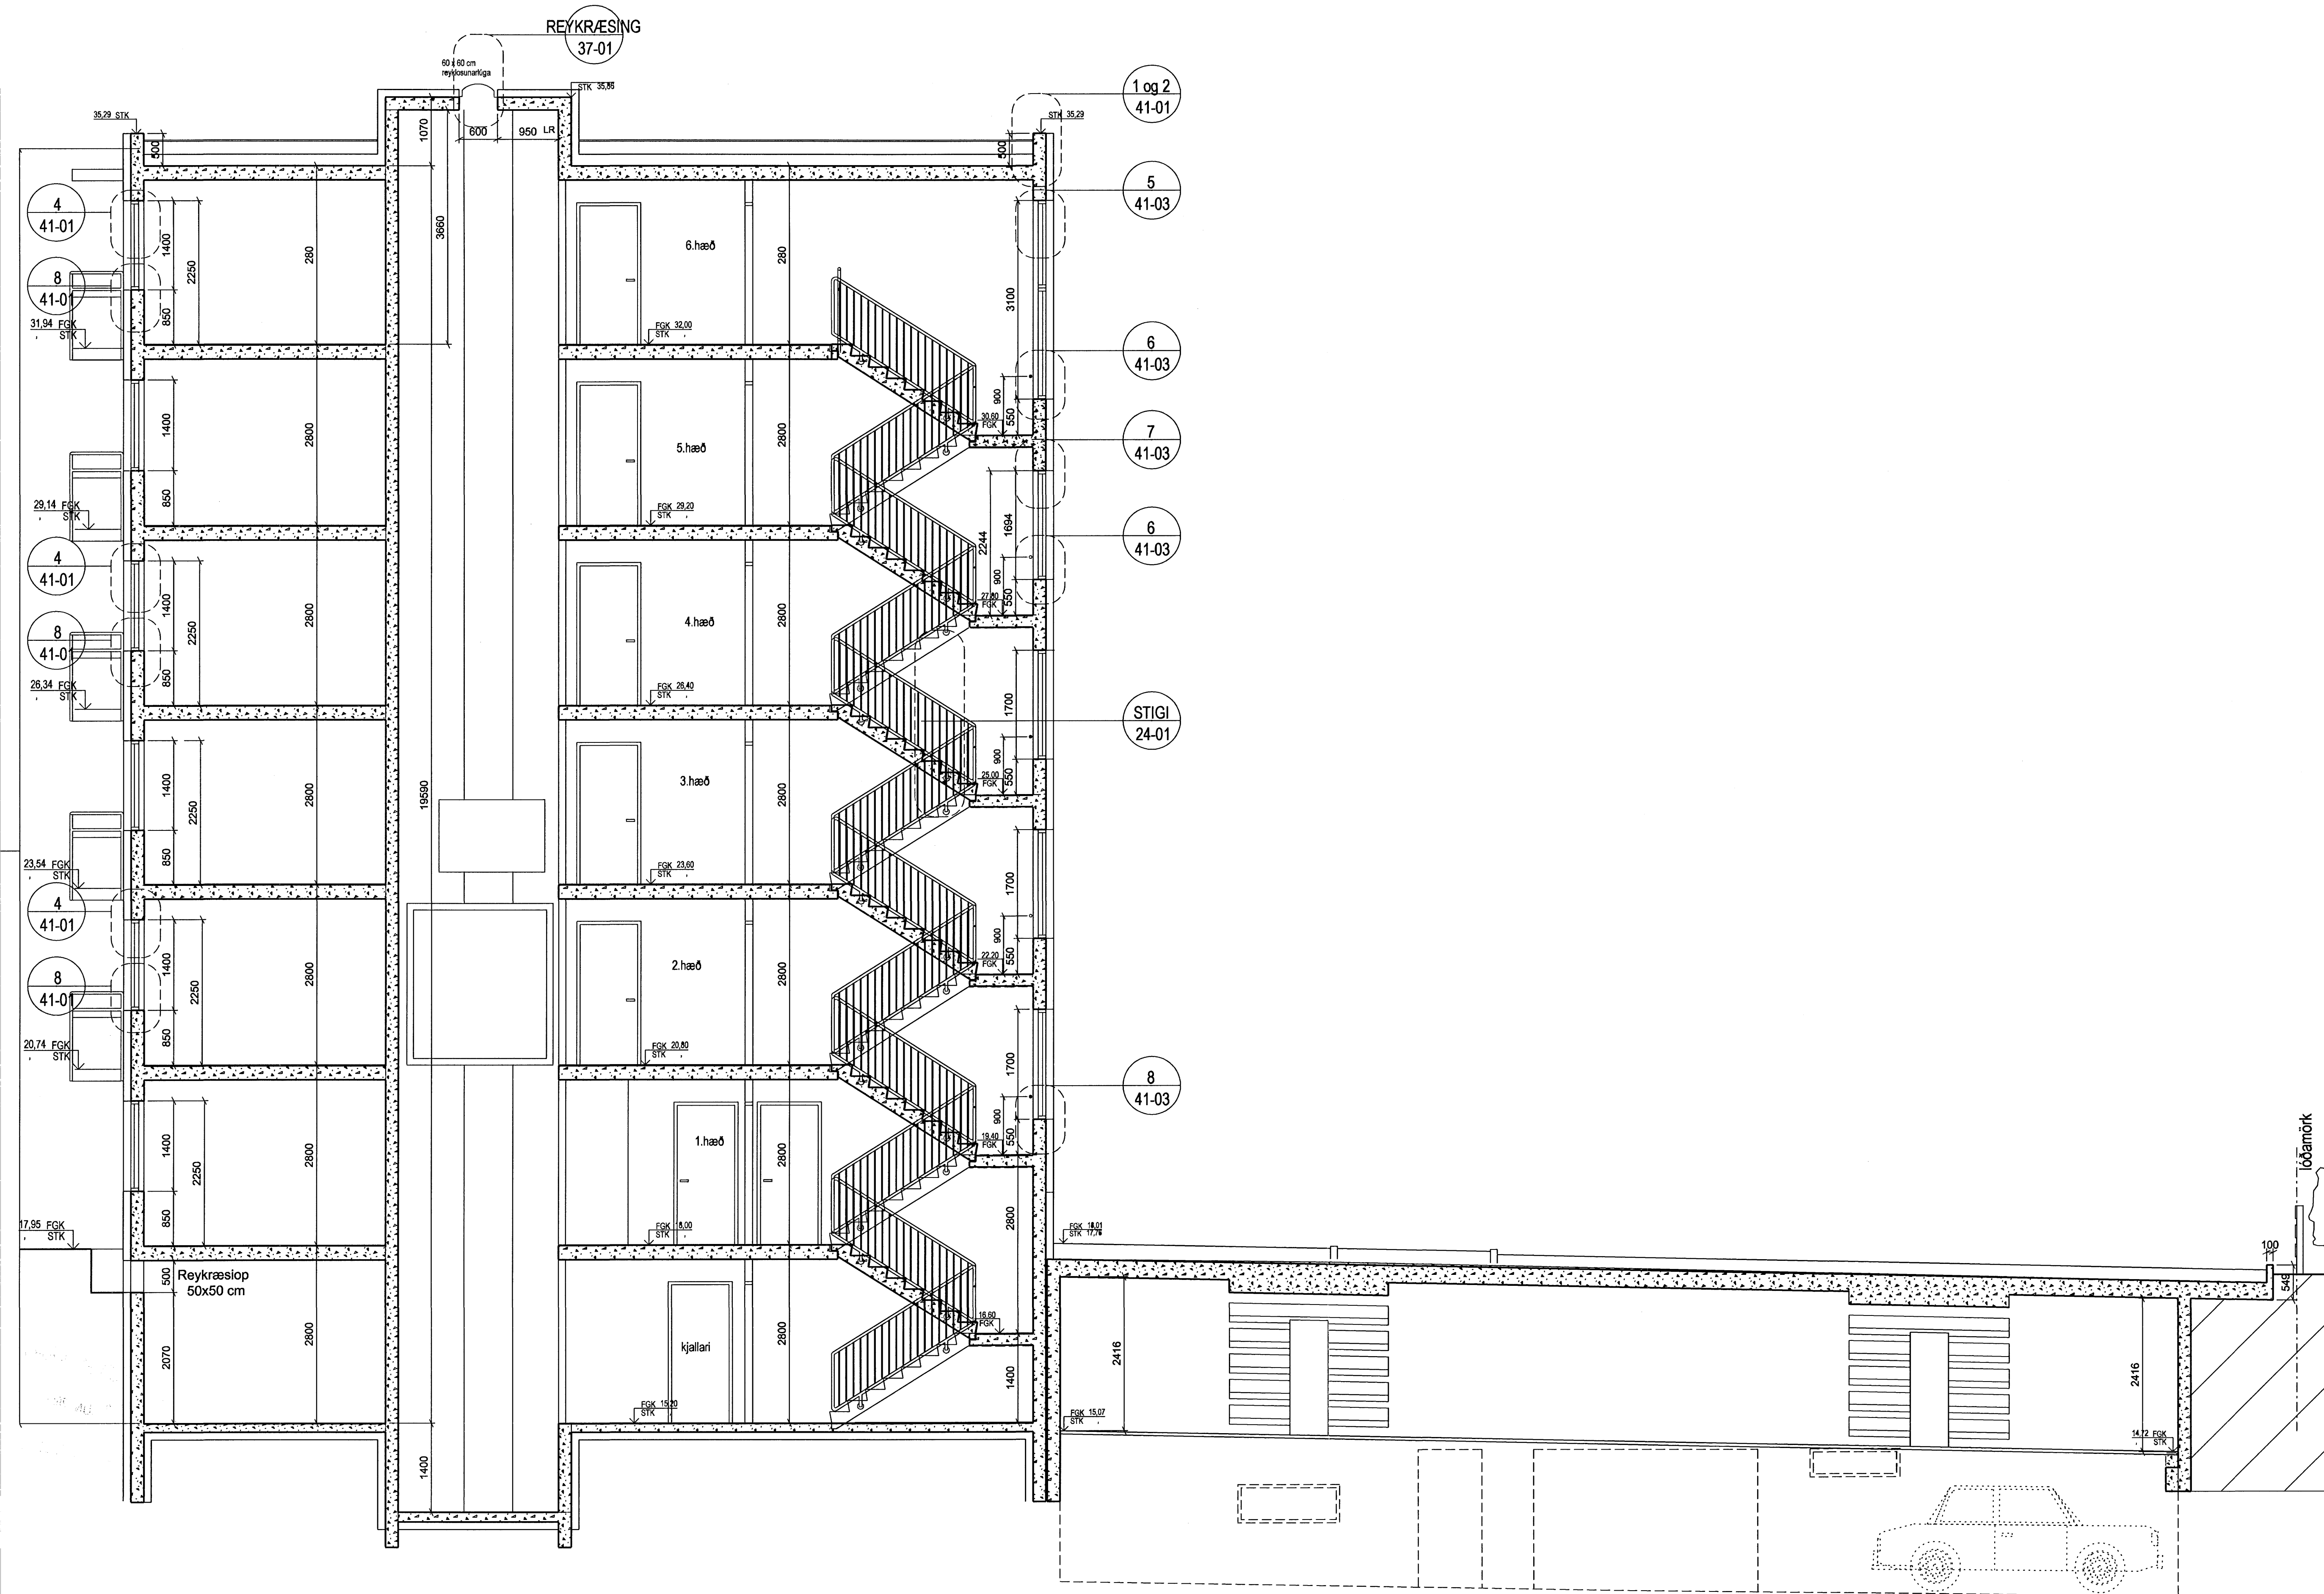 REYKRÆSING
37-01
60 x 60 cm
reyklosunarlúga
STK 35,86
1 og 2
41-01
35,29 STK
STK 35,29
500
1070
600
950 LR
500
5
41-03
4
41-01
1400
2250
3660
280
6.hæð
280
3100
8
41-01
850
31,94 FGK
, STK
FGK 32,00
STK ,
6
41-03
900
550
30,60
FGK
1400
2800
5.hæð
2800
7
41-03
850
29,14 FGK
, STK
FGK 29,20
STK ,
2244
1694
6
41-03
4
41-01
900
550
27,80
FGK
1400
2250
2800
4.hæð
2800
8
41-01
850
26,34 FGK
, STK
FGK 26,40
STK ,
1700
STIGI
24-01
900
550
25,00
FGK
1400
2250
19590
2800
3.hæð
2800
850
23,54 FGK
, STK
FGK 23,60
STK ,
1700
4
41-01
900
550
22,20
FGK
1400
2250
2800
2.hæð
2800
8
41-01
850
20,74 FGK
, STK
FGK 20,80
STK ,
1700
8
41-03
900
550
19,40
FGK
1400
2250
2800
1.hæð
2800
850
17,95 FGK
, STK
FGK 18,00
STK ,
2800
FGK 18,01
STK 17,76
lóðamörk
100
549
500
Reykræsiop
50x50 cm
16,60
FGK
2070
2800
kjallari
2800
1400
2416
2416
FGK 15,20
STK ,
FGK 15,07
STK ,
14,72 FGK
, STK
1400